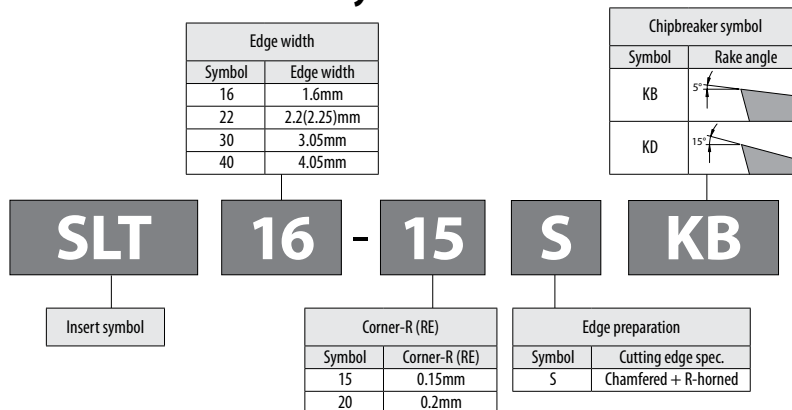 Edge width
Symbol Edge width
16 1.6mm
22 2.2(2.25)mm
30 3.05mm
40 4.05mm
Chipbreaker symbol
Symbol Rake angle
KB 5°
KD 15°
SLT 16 - 15 S KB
Insert symbol
Corner-R (RE)
Symbol Corner-R (RE)
15 0.15mm
20 0.2mm
Edge preparation
Symbol Cutting edge spec.
S Chamfered + R-horned